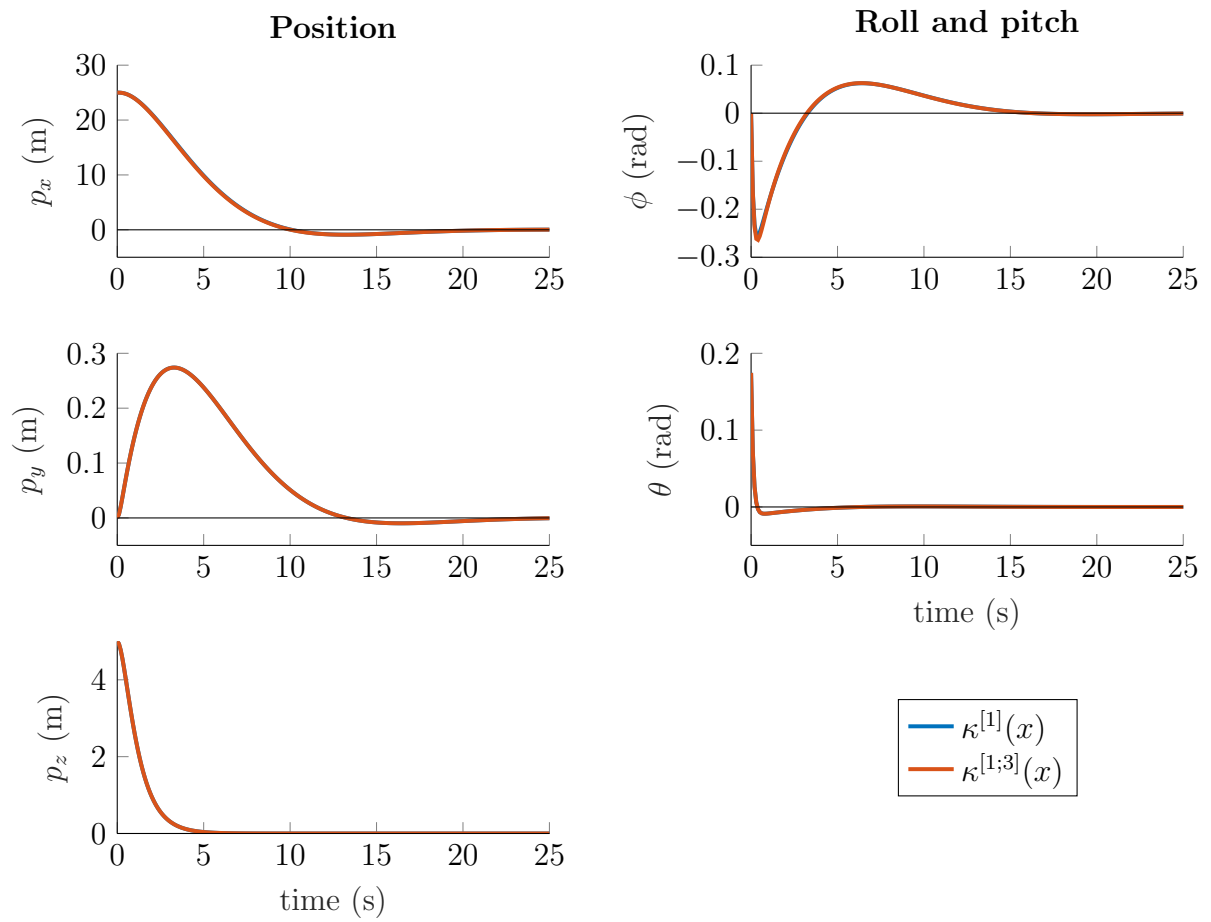 Position
30
20
10
0
p_x (m)
0 5 10 15 20 25
0.3
0.2
0.1
0
p_y (m)
0 5 10 15 20 25
4
2
0
p_z (m)
0 5 10 15 20 25
time (s)
Roll and pitch
0.1
0
−0.1
−0.2
−0.3
ϕ (rad)
0 5 10 15 20 25
0.2
0.1
0
θ (rad)
0 5 10 15 20 25
time (s)
κ^{[1]}(x)
κ^{[1;3]}(x)